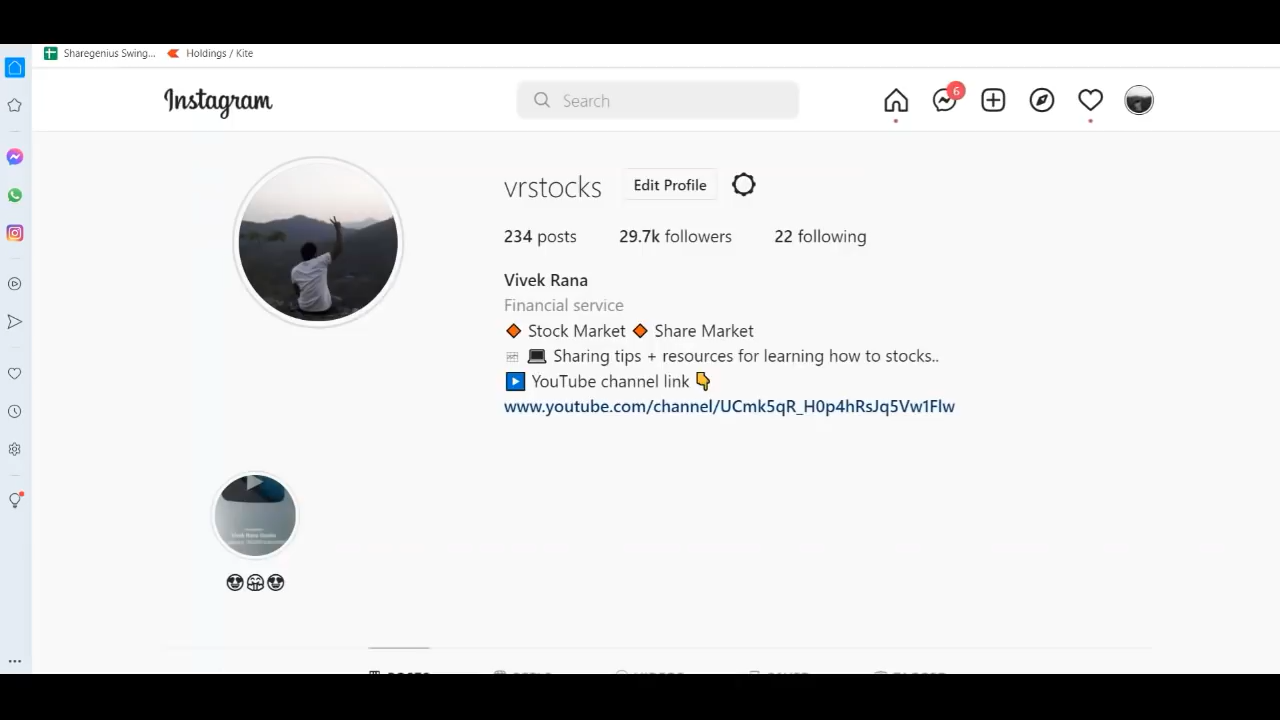 Sharegenius Swing... Holdings / Kite
Instagram
Search
6
vrstocks Edit Profile
234 posts 29.7k followers 22 following
Vivek Rana
Financial service
🔶 Stock Market 🔶 Share Market
💻 Sharing tips + resources for learning how to stocks..
▶️ YouTube channel link 👇
www.youtube.com/channel/UCmk5qR_H0p4hRsJq5Vw1Flw